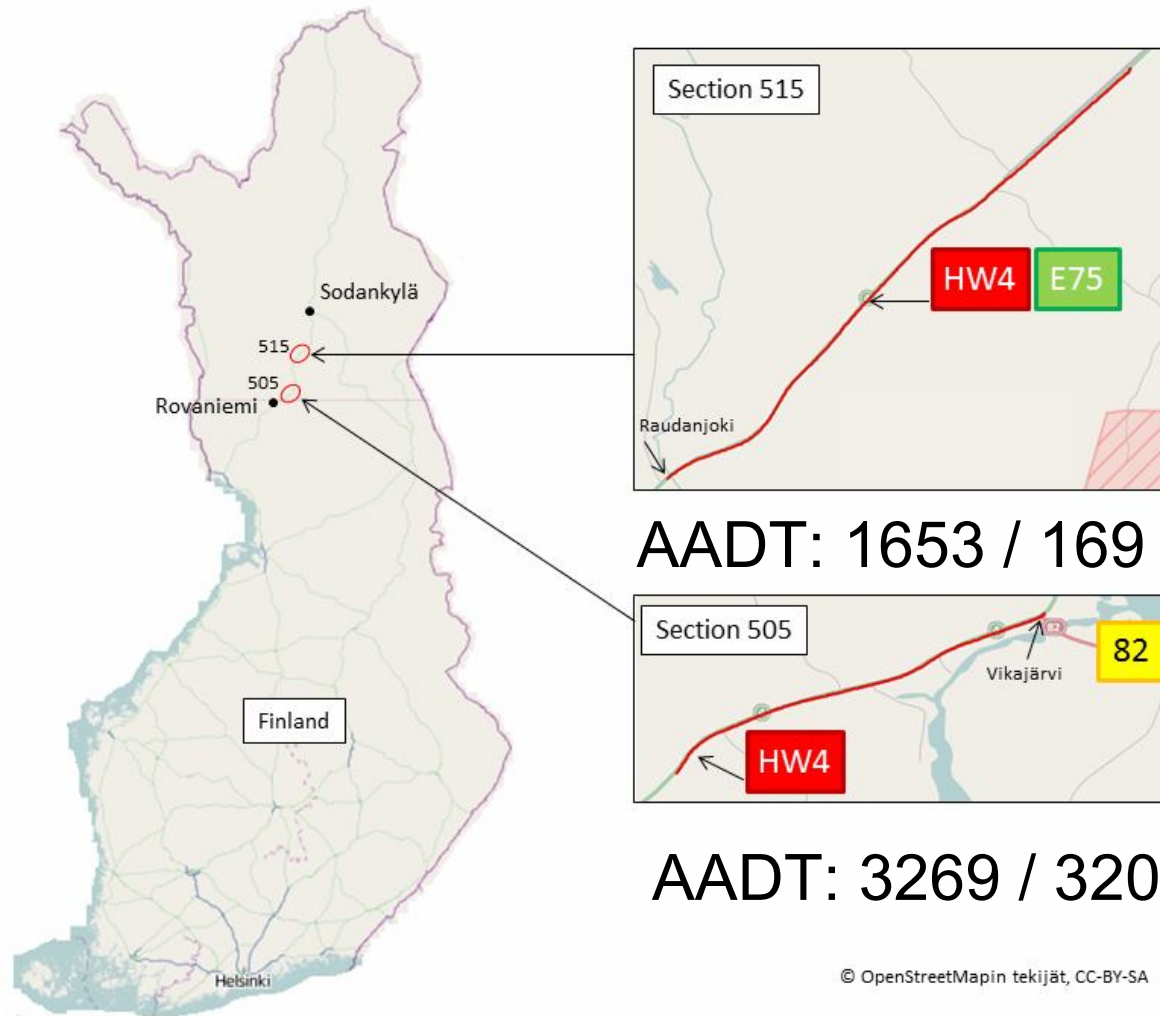 Sodankylä
515
505
Rovaniemi
Finland
Helsinki
Section 515
HW4 E75
Raudanjoki
AADT: 1653 / 169
Section 505
82
82
Vikajärvi
HW4
AADT: 3269 / 320
© OpenStreetMapin tekijät, CC-BY-SA